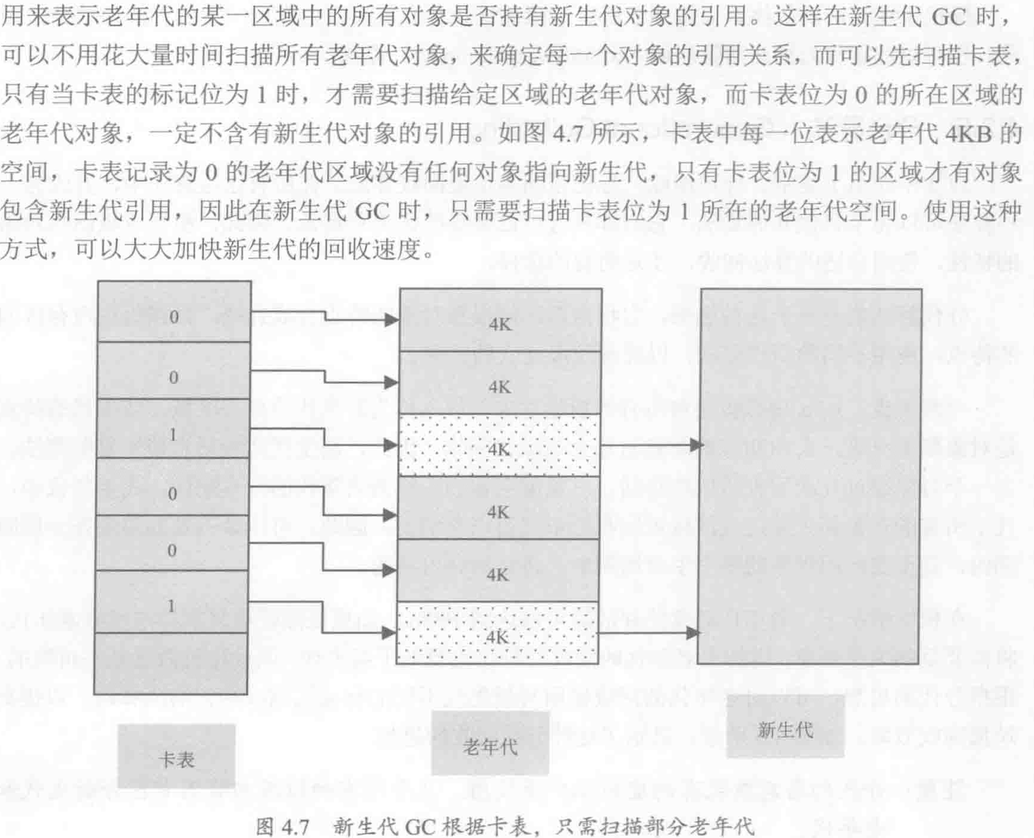 用来表示老年代的某一区域中的所有对象是否持有新生代对象的引用。这样在新生代 GC 时，
可以不用花大量时间扫描所有老年代对象，来确定每一个对象的引用关系，而可以先扫描卡表，
只有当卡表的标记位为 1 时，才需要扫描给定区域的老年代对象，而卡表位为 0 的所在区域的
老年代对象，一定不含有新生代对象的引用。如图 4.7 所示，卡表中每一位表示老年代 4KB 的
空间，卡表记录为 0 的老年代区域没有任何对象指向新生代，只有卡表位为 1 的区域才有对象
包含新生代引用，因此在新生代 GC 时，只需要扫描卡表位为 1 所在的老年代空间。使用这种
方式，可以大大加快新生代的回收速度。
0
0
1
0
0
1
4K
4K
4K
4K
4K
4K
卡表
老年代
新生代
图 4.7 新生代 GC 根据卡表，只需扫描部分老年代